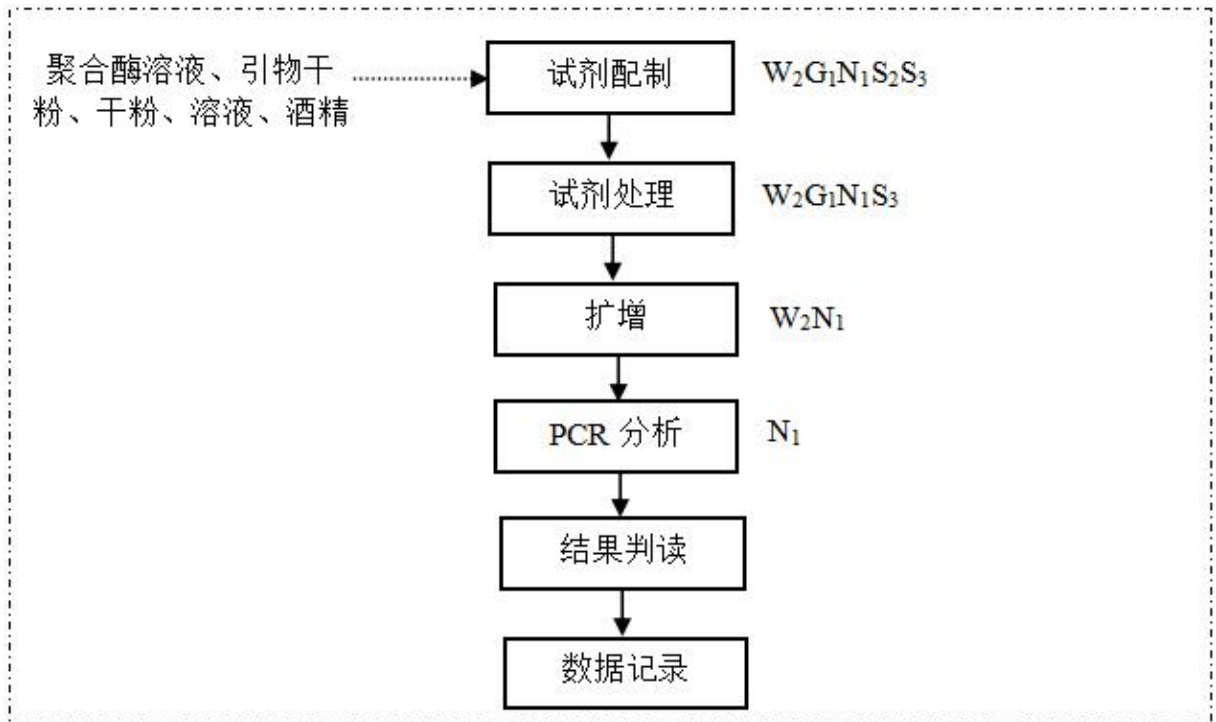 聚合酶溶液、引物干
粉、干粉、溶液、酒精
试剂配制
W₂G₁N₁S₂S₃
试剂处理
W₂G₁N₁S₃
扩增
W₂N₁
PCR 分析
N₁
结果判读
数据记录